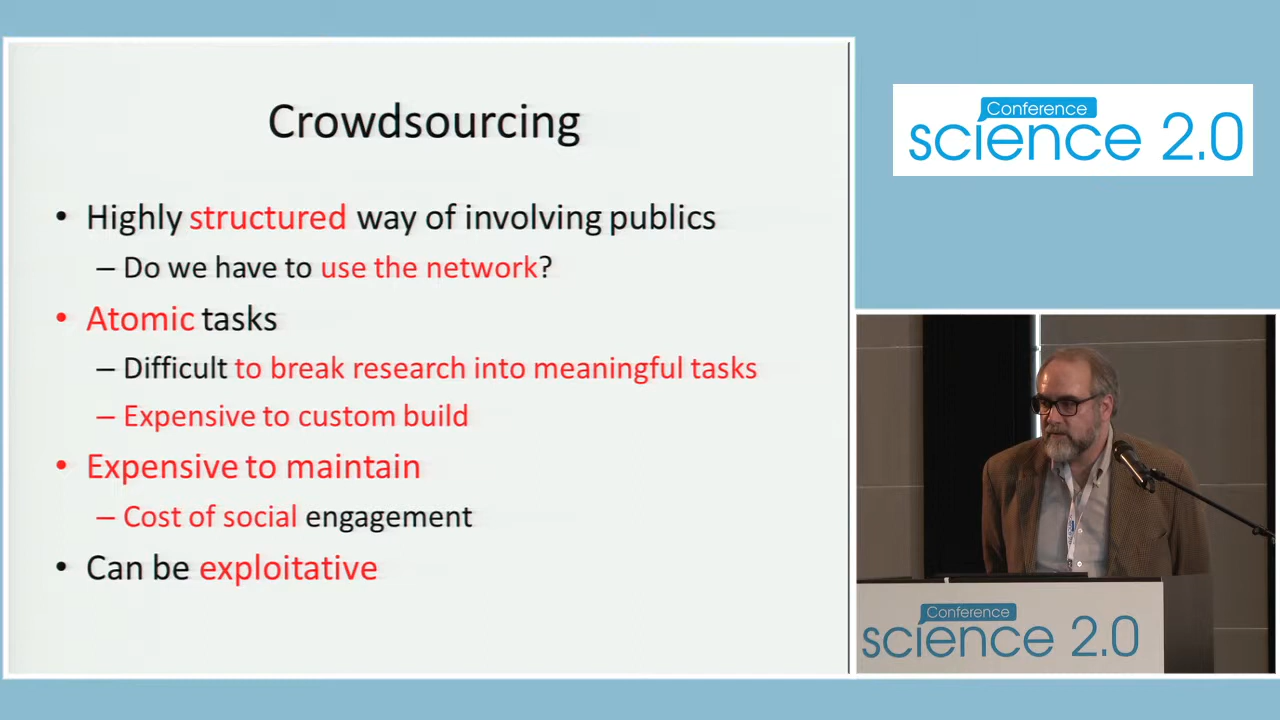 Crowdsourcing
• Highly structured way of involving publics
– Do we have to use the network?
• Atomic tasks
– Difficult to break research into meaningful tasks
– Expensive to custom build
• Expensive to maintain
– Cost of social engagement
• Can be exploitative
Conference
science 2.0
Conference
science 2.0